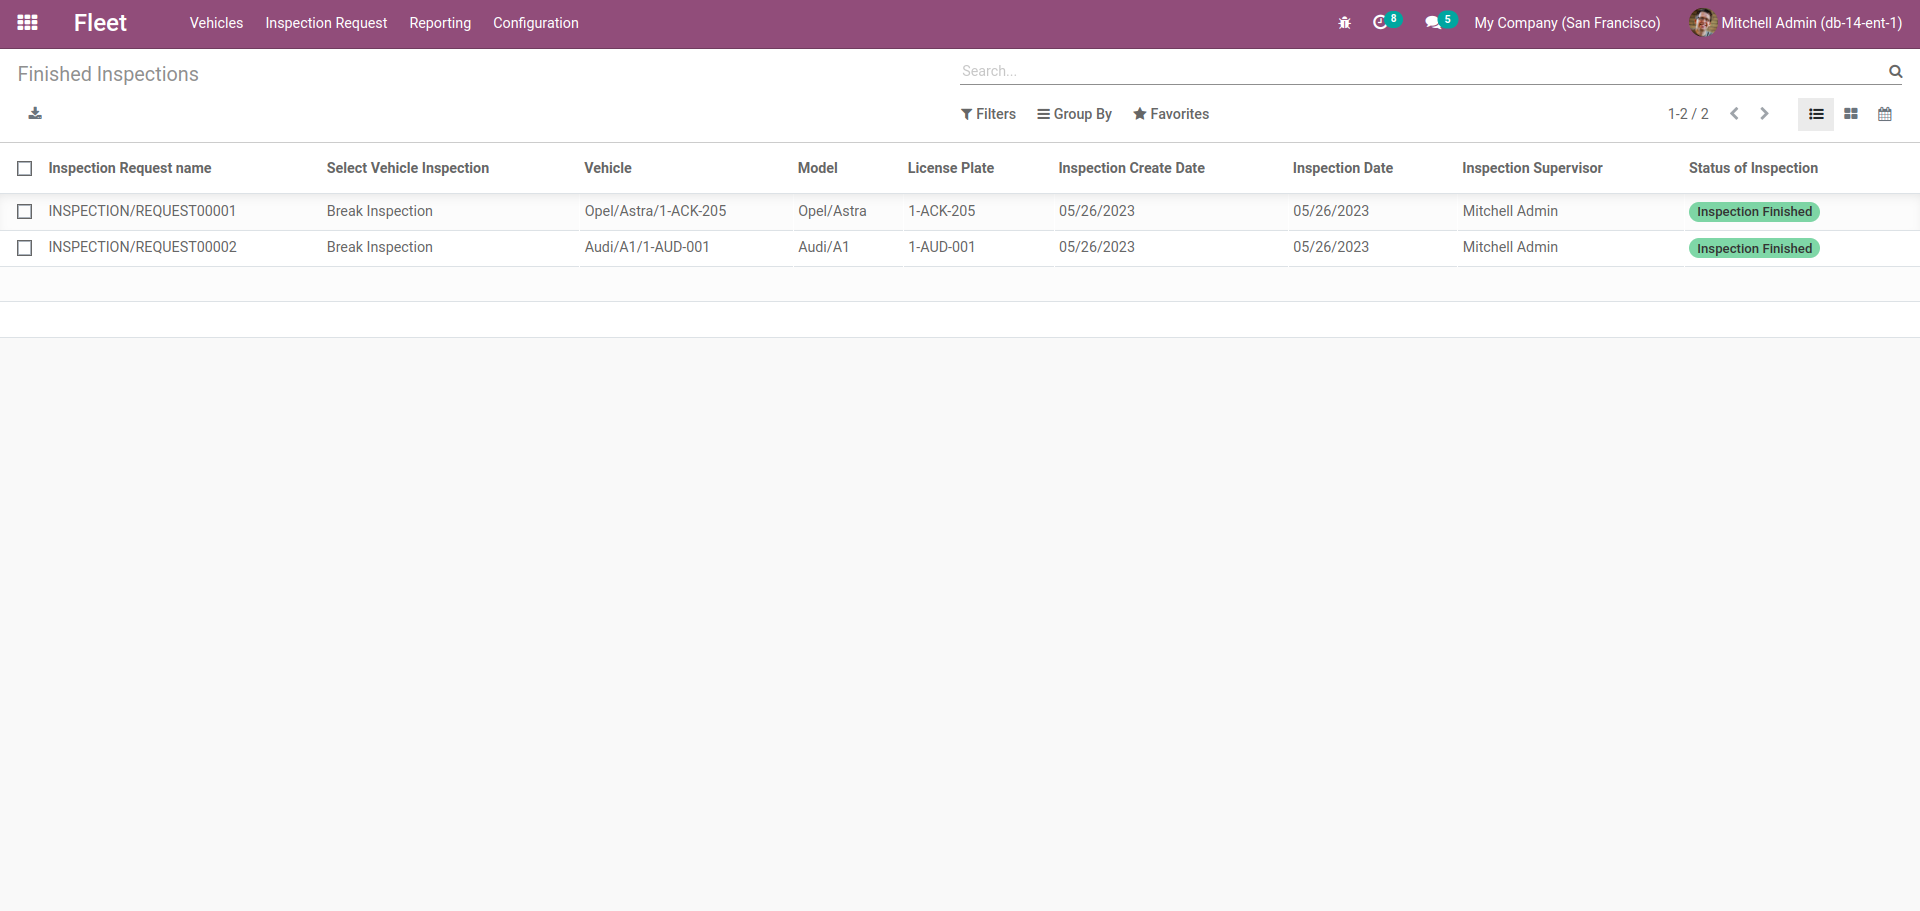 Fleet Vehicles Inspection Request Reporting Configuration 8 5 My Company (San Francisco) Mitchell Admin (db-14-ent-1)
Finished Inspections Search...
Filters Group By Favorites 1-2 / 2
Inspection Request name Select Vehicle Inspection Vehicle Model License Plate Inspection Create Date Inspection Date Inspection Supervisor Status of Inspection
INSPECTION/REQUEST00001 Break Inspection Opel/Astra/1-ACK-205 Opel/Astra 1-ACK-205 05/26/2023 05/26/2023 Mitchell Admin Inspection Finished
INSPECTION/REQUEST00002 Break Inspection Audi/A1/1-AUD-001 Audi/A1 1-AUD-001 05/26/2023 05/26/2023 Mitchell Admin Inspection Finished